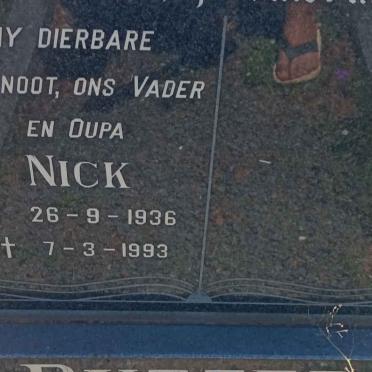 MY DIERBARE
NOOT, ONS VADER
EN OUPA
NICK
26-9-1936
† 7-3-1993